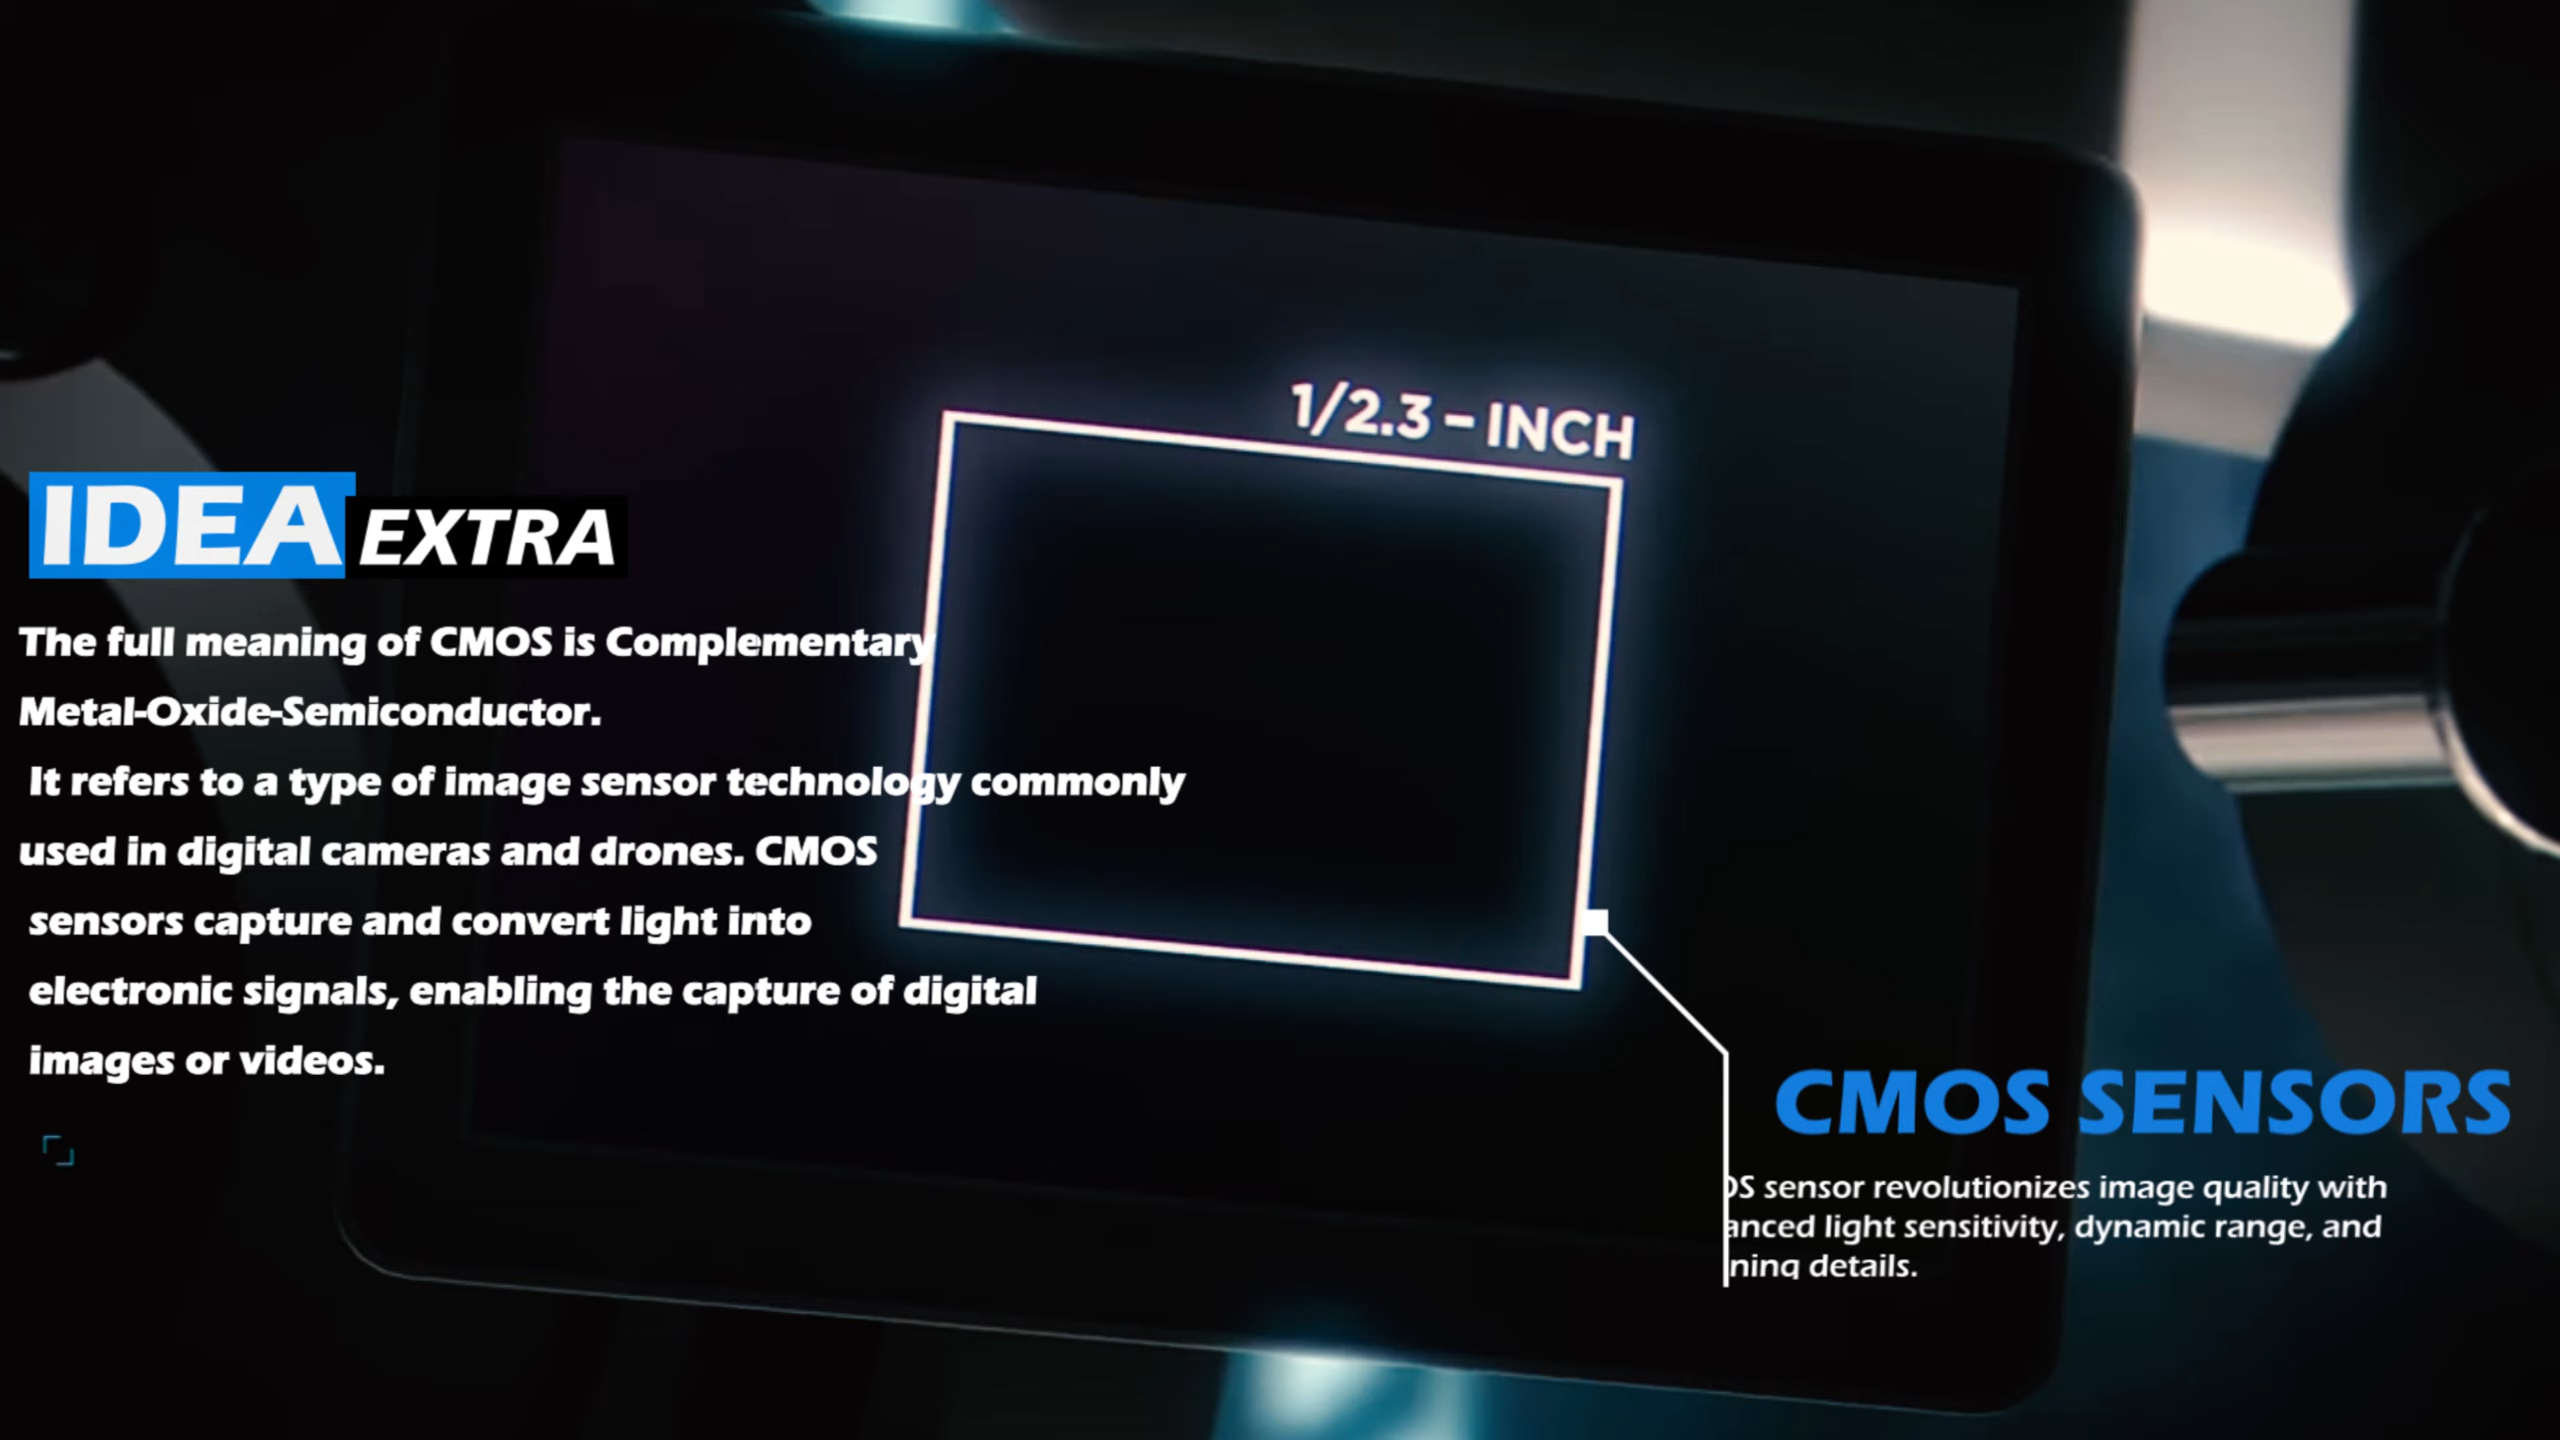 1/2.3 – INCH
IDEA EXTRA
The full meaning of CMOS is Complementary
Metal-Oxide-Semiconductor.
It refers to a type of image sensor technology commonly
used in digital cameras and drones. CMOS
sensors capture and convert light into
electronic signals, enabling the capture of digital
images or videos.
CMOS SENSORS
sensor revolutionizes image quality with
light sensitivity, dynamic range, and
details.